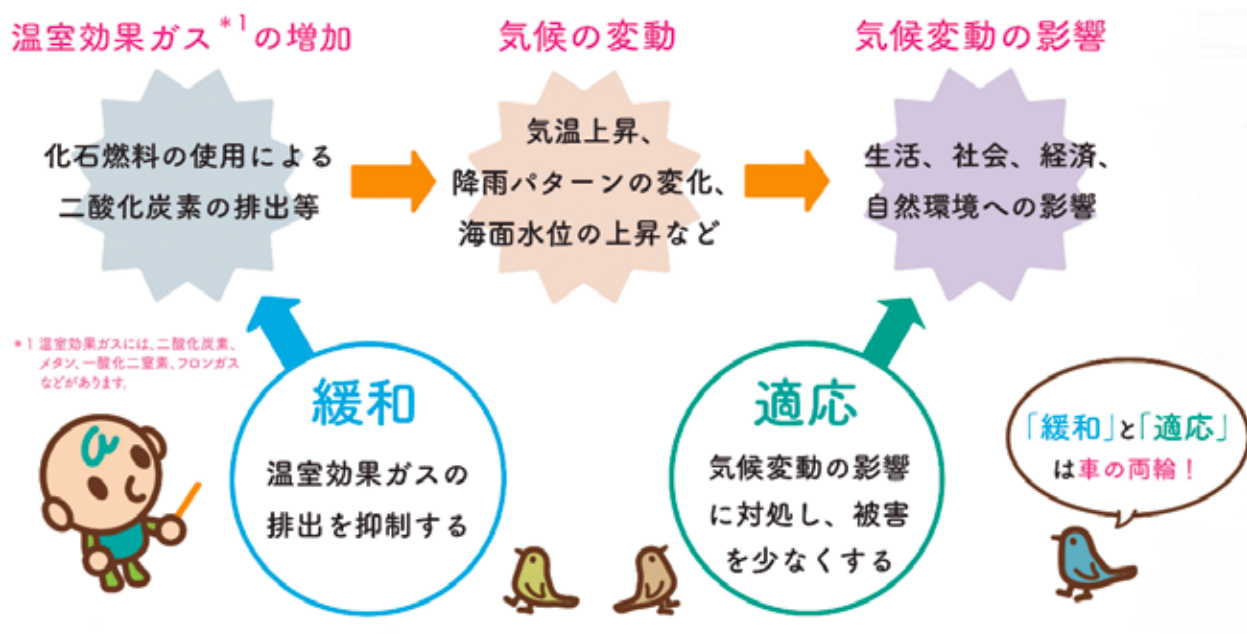 温室効果ガス*1の増加
気候の変動
気候変動の影響
化石燃料の使用による
二酸化炭素の排出等
気温上昇、
降雨パターンの変化、
海面水位の上昇など
生活、社会、経済、
自然環境への影響
*1 温室効果ガスには、二酸化炭素、
メタン、一酸化二窒素、フロンガス
などがあります。
緩和
温室効果ガスの
排出を抑制する
適応
気候変動の影響
に対処し、被害
を少なくする
「緩和」と「適応」
は車の両輪！